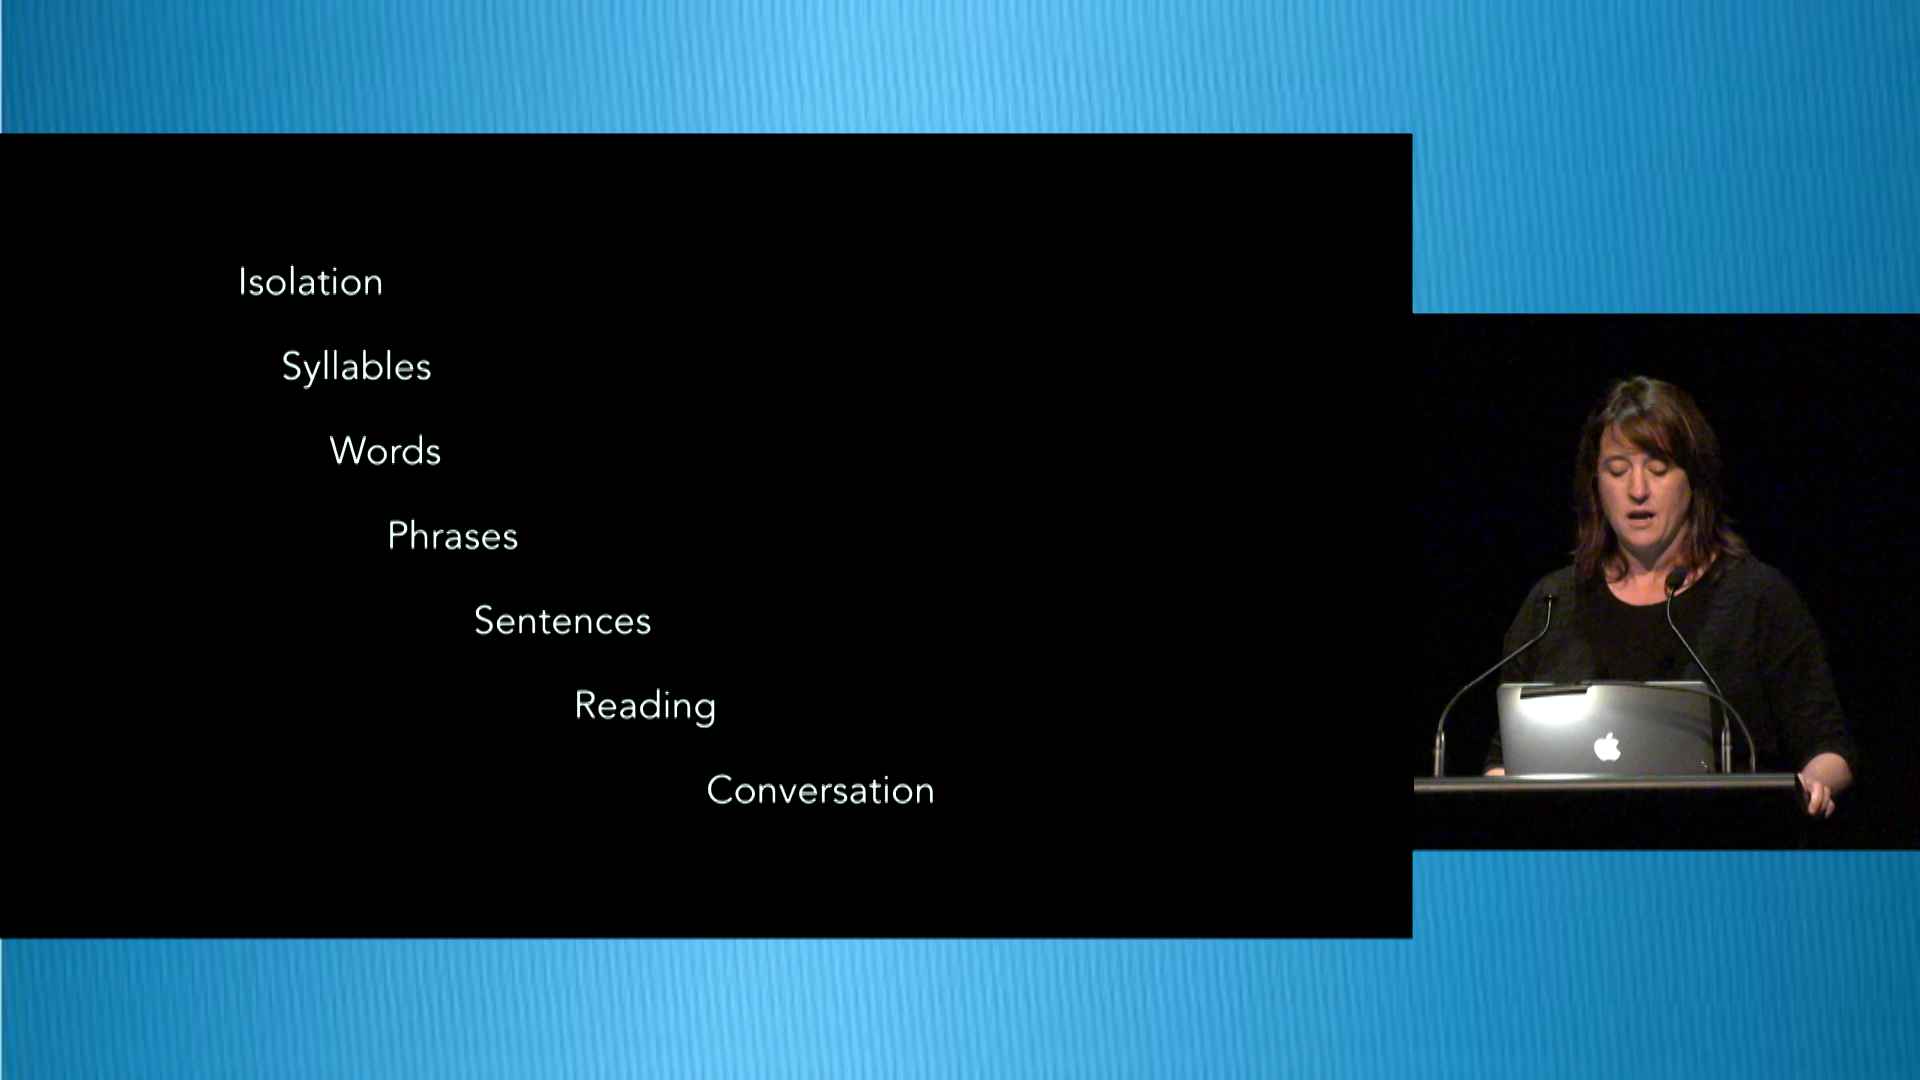 Isolation
Syllables
Words
Phrases
Sentences
Reading
Conversation